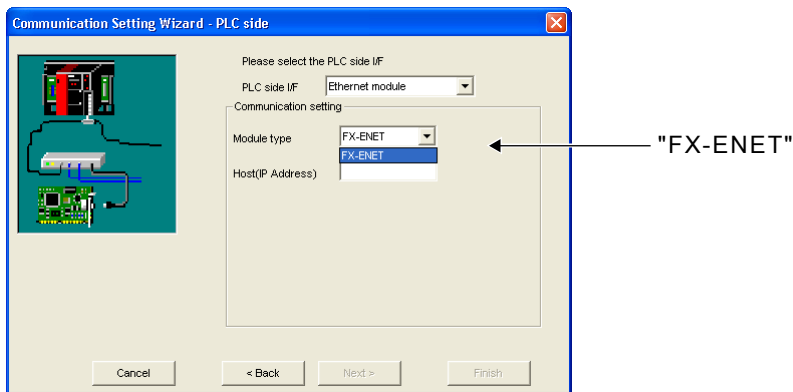 Communication Setting Wizard - PLC side
Please select the PLC side I/F
PLC side I/F Ethernet module
Communication setting
Module type FX-ENET
FX-ENET
"FX-ENET"
Host(IP Address)
Cancel < Back Next > Finish